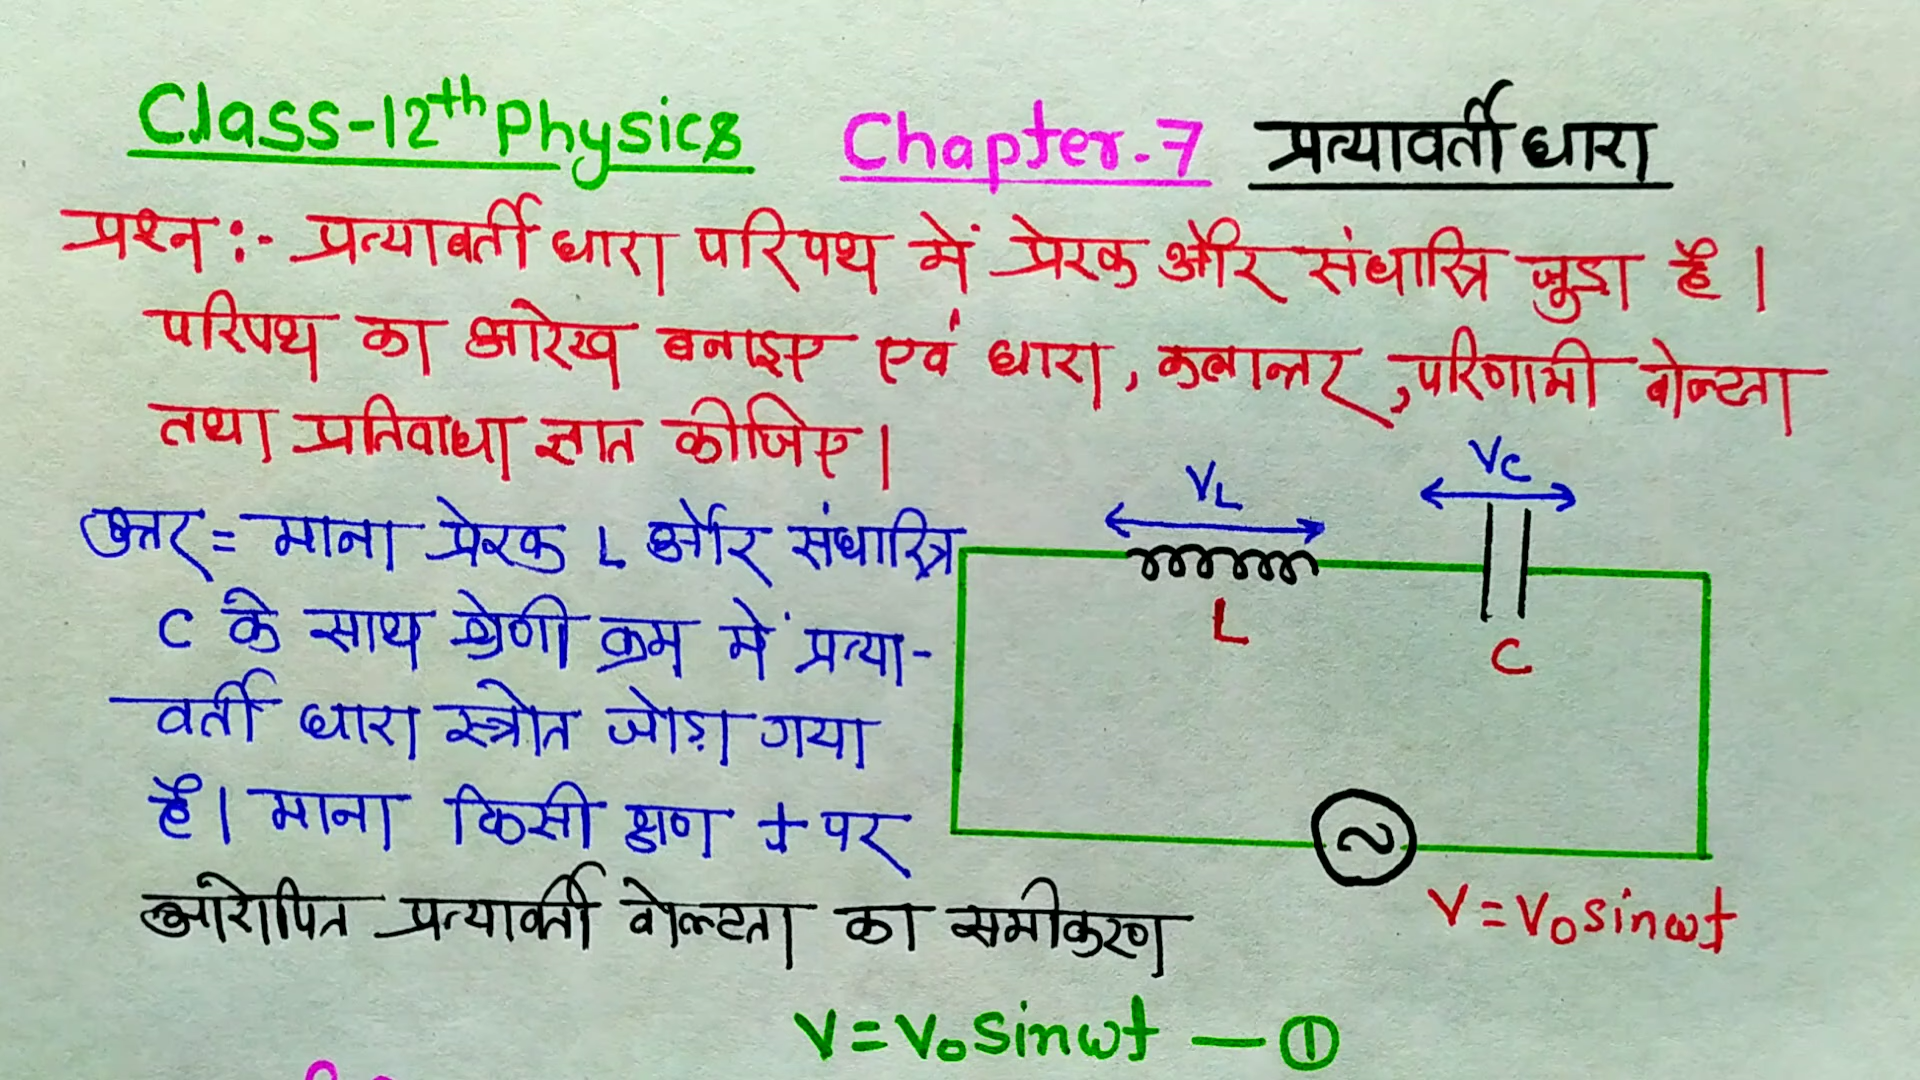 Class-12th Physics Chapter-7 प्रत्यावर्ती धारा
प्रश्न:- प्रत्यावर्ती धारा परिपथ में प्रेरक और संधारित्र जुडा है।
परिपथ का आरेख बनाइए एवं धारा, कलान्तर, परिणामी वोल्टता
तथा प्रतिबाधा ज्ञात कीजिए।
VL
VC
L
C
उत्तर = माना प्रेरक L और संधारित्र
C के साथ श्रेणी क्रम में प्रत्या-
वर्ती धारा स्त्रोत जोड़ा गया
है। माना किसी क्षण t पर
आरोपित प्रत्यावर्ती वोल्टता का समीकरण
V=V₀sinωt
V=V₀sinωt — ①